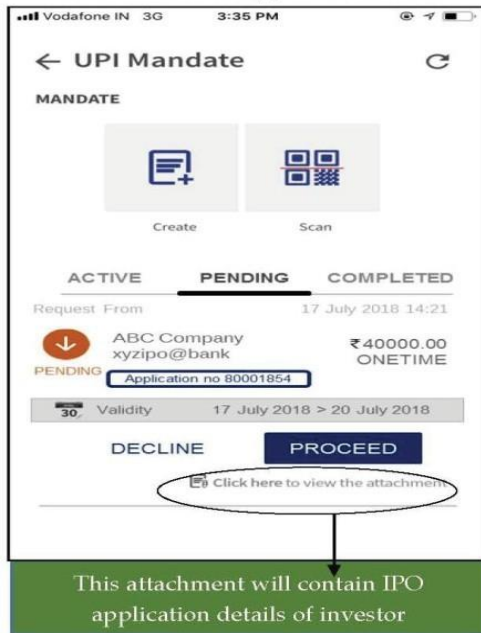 Vodafone IN 3G 3:35 PM
← UPI Mandate
MANDATE
Create Scan
ACTIVE PENDING COMPLETED
Request From 17 July 2018 14:21
ABC Company ₹40000.00
xyzipo@bank ONETIME
PENDING
Application no 80001854
30 Validity 17 July 2018 > 20 July 2018
DECLINE PROCEED
Click here to view the attachment
This attachment will contain IPO
application details of investor